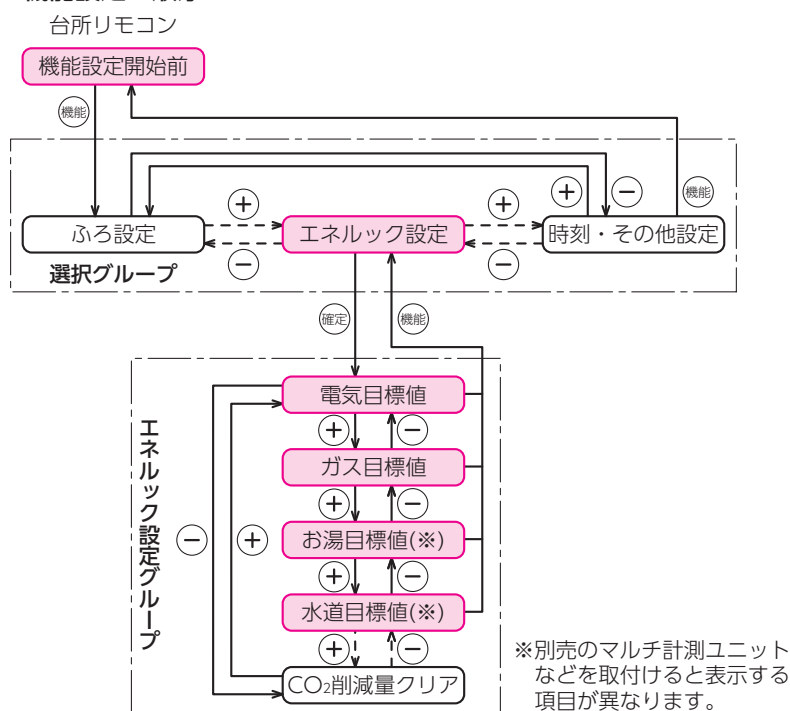 台所リモコン
機能設定開始前
機能
＋
－
機能
＋
＋
ふろ設定
エネルック設定
時刻・その他設定
－
－
選択グループ
確定
機能
エネルック設定グループ
電気目標値
＋
－
ガス目標値
＋
－
お湯目標値(※)
－
＋
＋
－
水道目標値(※)
＋
－
CO₂削減量クリア
※別売のマルチ計測ユニット
などを取付けると表示する
項目が異なります。